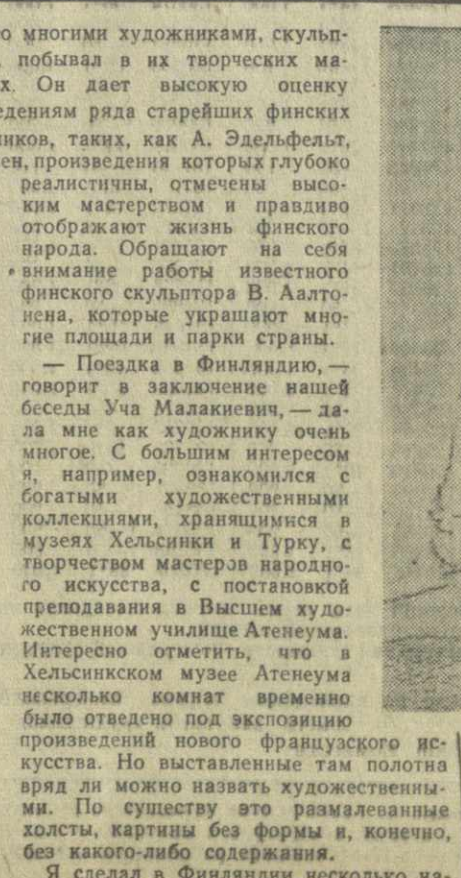 о многими художниками, скульп-
побывал в их творческих ма-
х. Он дает высокую оценку
едениям ряда старейших финских
иков, таких, как А. Эдельфельт,
ен, произведения которых глубоко
реалистичны, отмечены высо-
ким мастерством и правдиво
отображают жизнь финского
народа. Обращают на себя
внимание работы известного
финского скульптора В. Аалто-
нена, которые украшают мно-
гие площади и парки страны.
— Поездка в Финляндию, —
говорит в заключение нашей
беседы Уча Малакиевич, — да-
ла мне как художнику очень
многое. С большим интересом
я, например, ознакомился с
богатыми художественными
коллекциями, хранящимися в
музеях Хельсинки и Турку, с
творчеством мастеров народно-
го искусства, с постановкой
преподавания в Высшем худо-
жественном училище Атенеума.
Интересно отметить, что в
Хельсинкском музее Атенеума
несколько комнат временно
было отведено под экспозицию
произведений нового французского ис-
кусства. Но выставленные там полотна
вряд ли можно назвать художественны-
ми. По существу это размалеванные
холсты, картины без формы и, конечно,
без какого-либо содержания.
Я сделал в Финляндии несколько на-